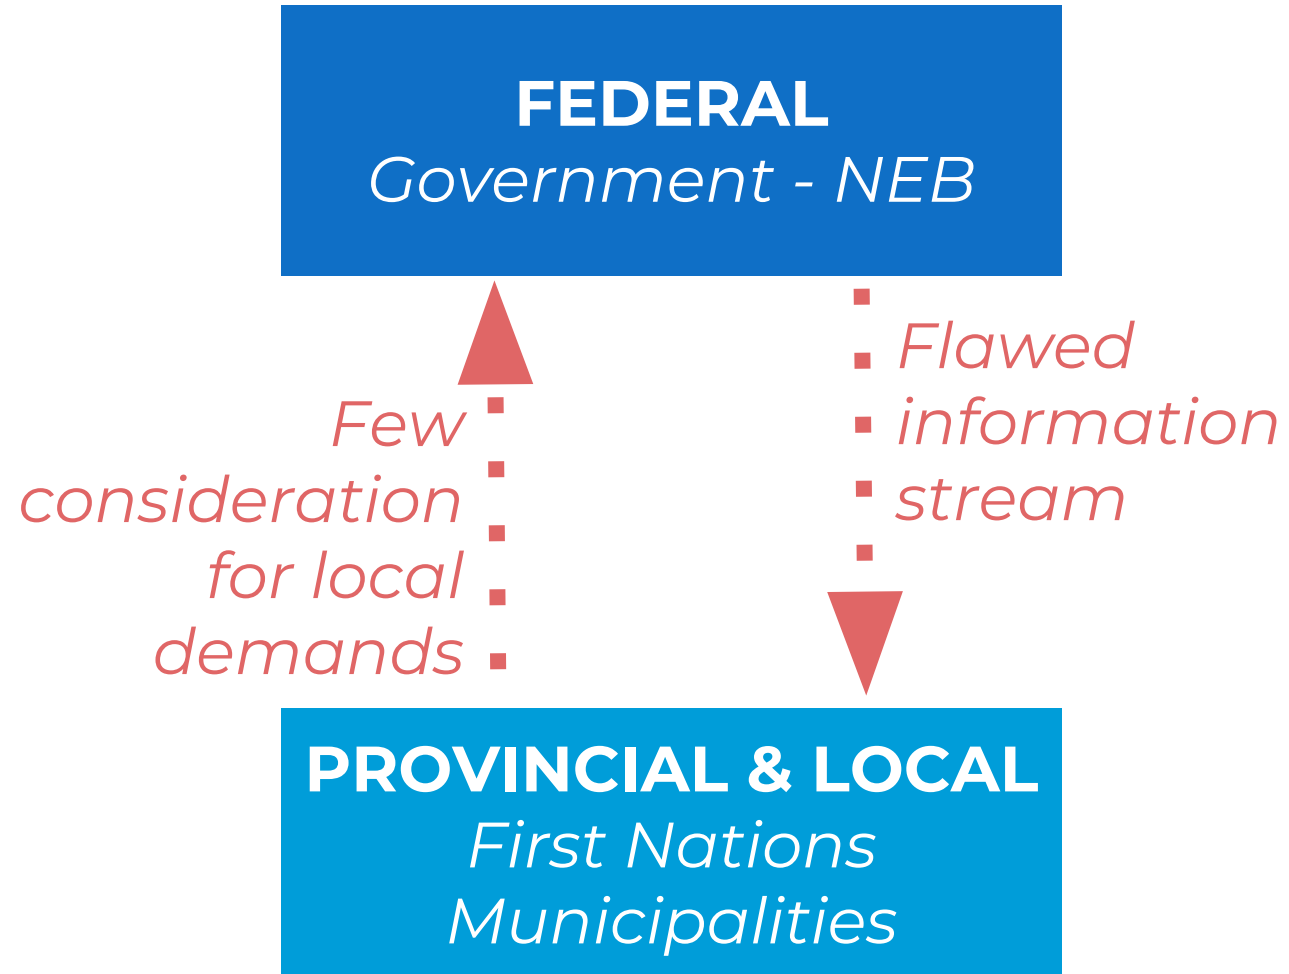 FEDERAL
Government - NEB
Few
consideration
for local
demands
Flawed
information
stream
PROVINCIAL & LOCAL
First Nations
Municipalities